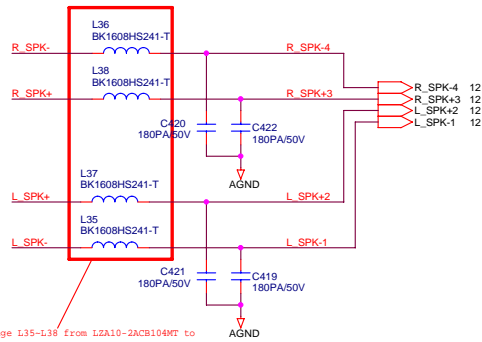 L36
BK1608HS241-T
R_SPK-
R_SPK-4
L38
BK1608HS241-T
R_SPK+
R_SPK+3
R_SPK-4 12
R_SPK+3 12
L_SPK+2 12
L_SPK-1 12
C420
180PA/50V
C422
180PA/50V
AGND
L37
BK1608HS241-T
L_SPK+
L_SPK+2
L35
BK1608HS241-T
L_SPK-
L_SPK-1
C421
180PA/50V
C419
180PA/50V
AGND
ge L35-L38 from LZA10-2ACB104MT to